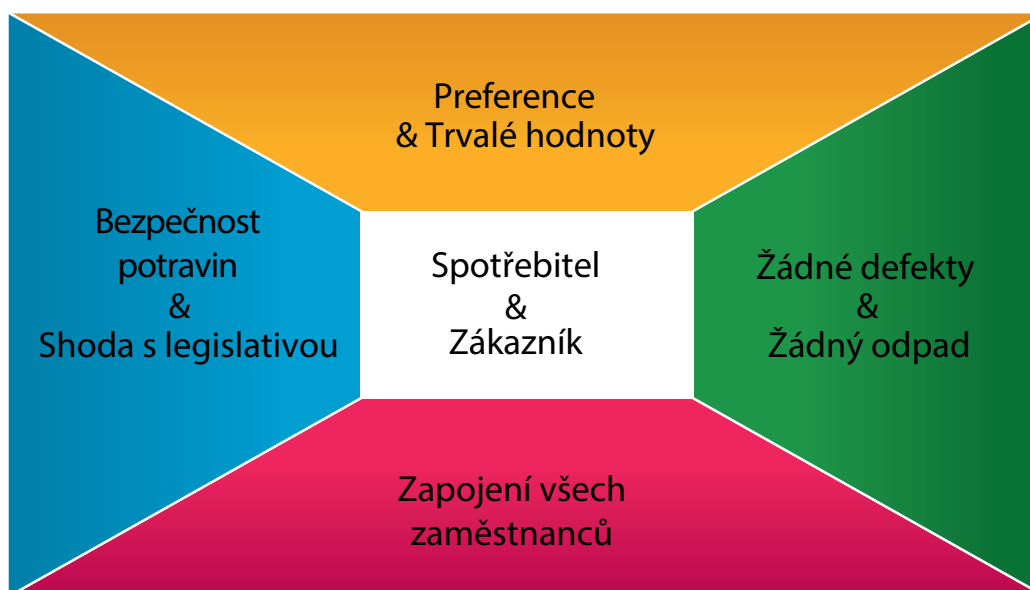 Preference
& Trvalé hodnoty
Bezpečnost
potravin
&
Shoda s legislativou
Spotřebitel
&
Zákazník
Žádné defekty
&
Žádný odpad
Zapojení všech
zaměstnanců